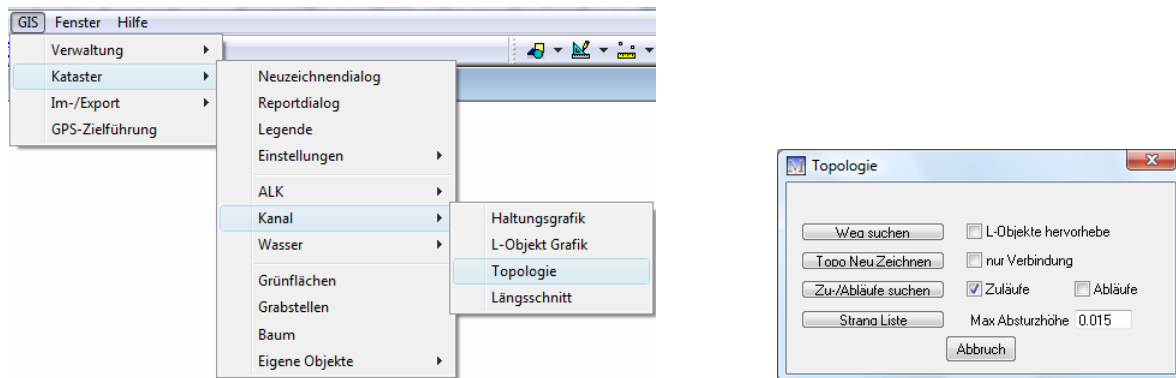 GIS Fenster Hilfe
Verwaltung
Kataster
Im-/Export
GPS-Zielführung
Neuzeichnendialog
Reportdialog
Legende
Einstellungen
ALK
Kanal
Wasser
Grünflächen
Grabstellen
Baum
Eigene Objekte
Haltungsgrafik
L-Objekt Grafik
Topologie
Längsschnitt
Topologie
Weg suchen L-Objekte hervorhebe
Topo Neu Zeichnen nur Verbindung
Zu-/Abläufe suchen Zuläufe Abläufe
Strang Liste Max Absturzhöhe 0.015
Abbruch